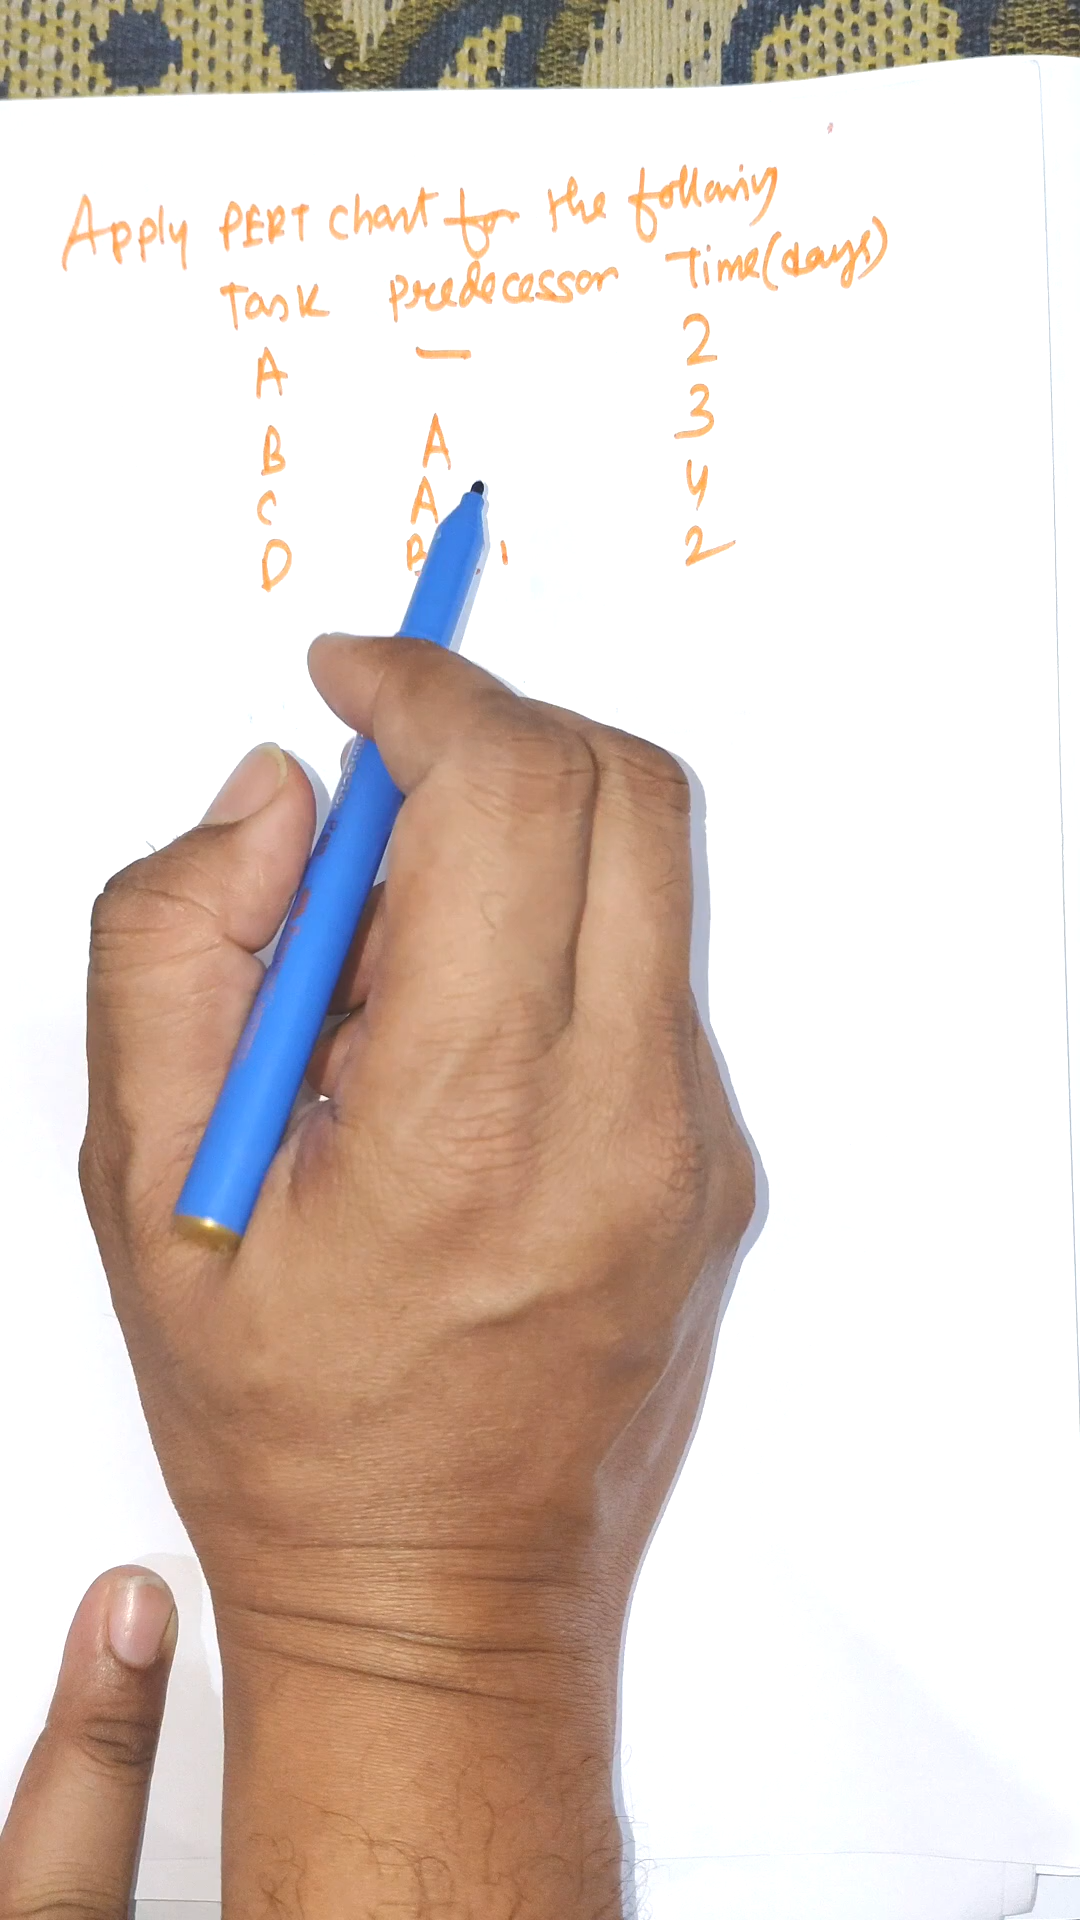 Apply PERT chart for the following
Task Predecessor Time(days)
A — 2
B A 3
C A 4
D B 2